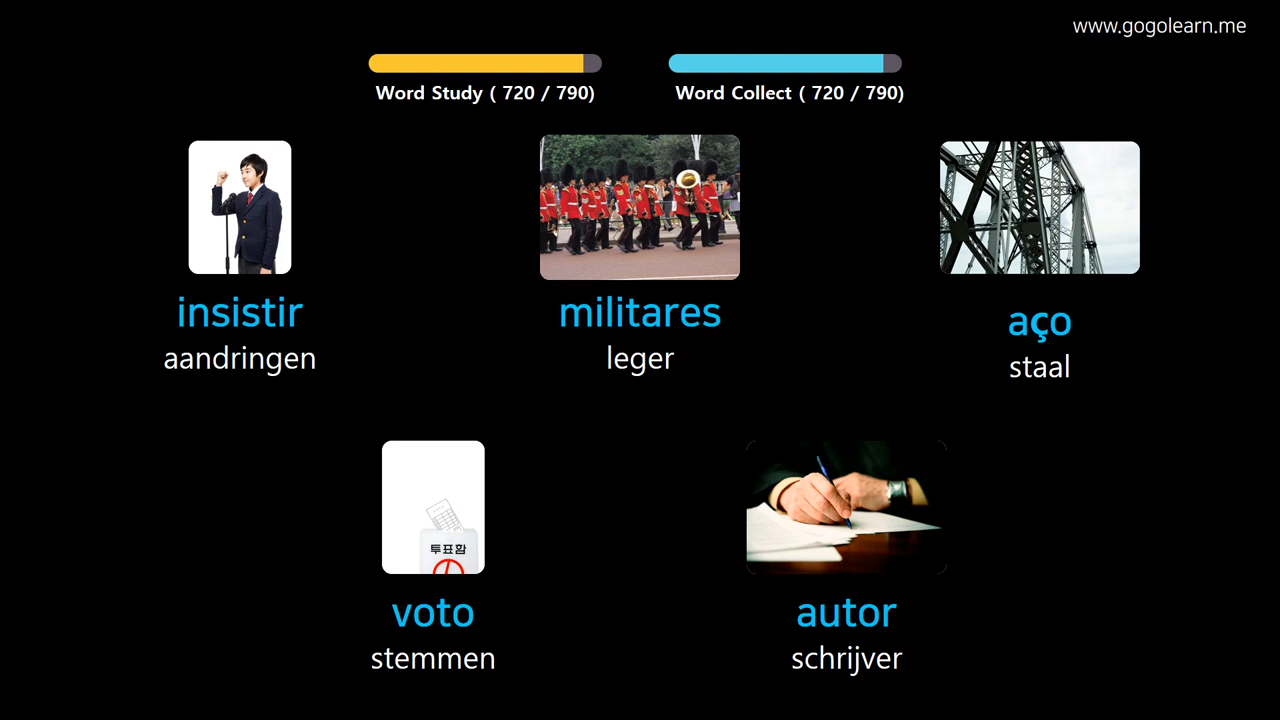 www.gogolearn.me
Word Study ( 720 / 790)
Word Collect ( 720 / 790)
insistir
aandringen
militares
leger
aço
staal
투표함
voto
stemmen
autor
schrijver